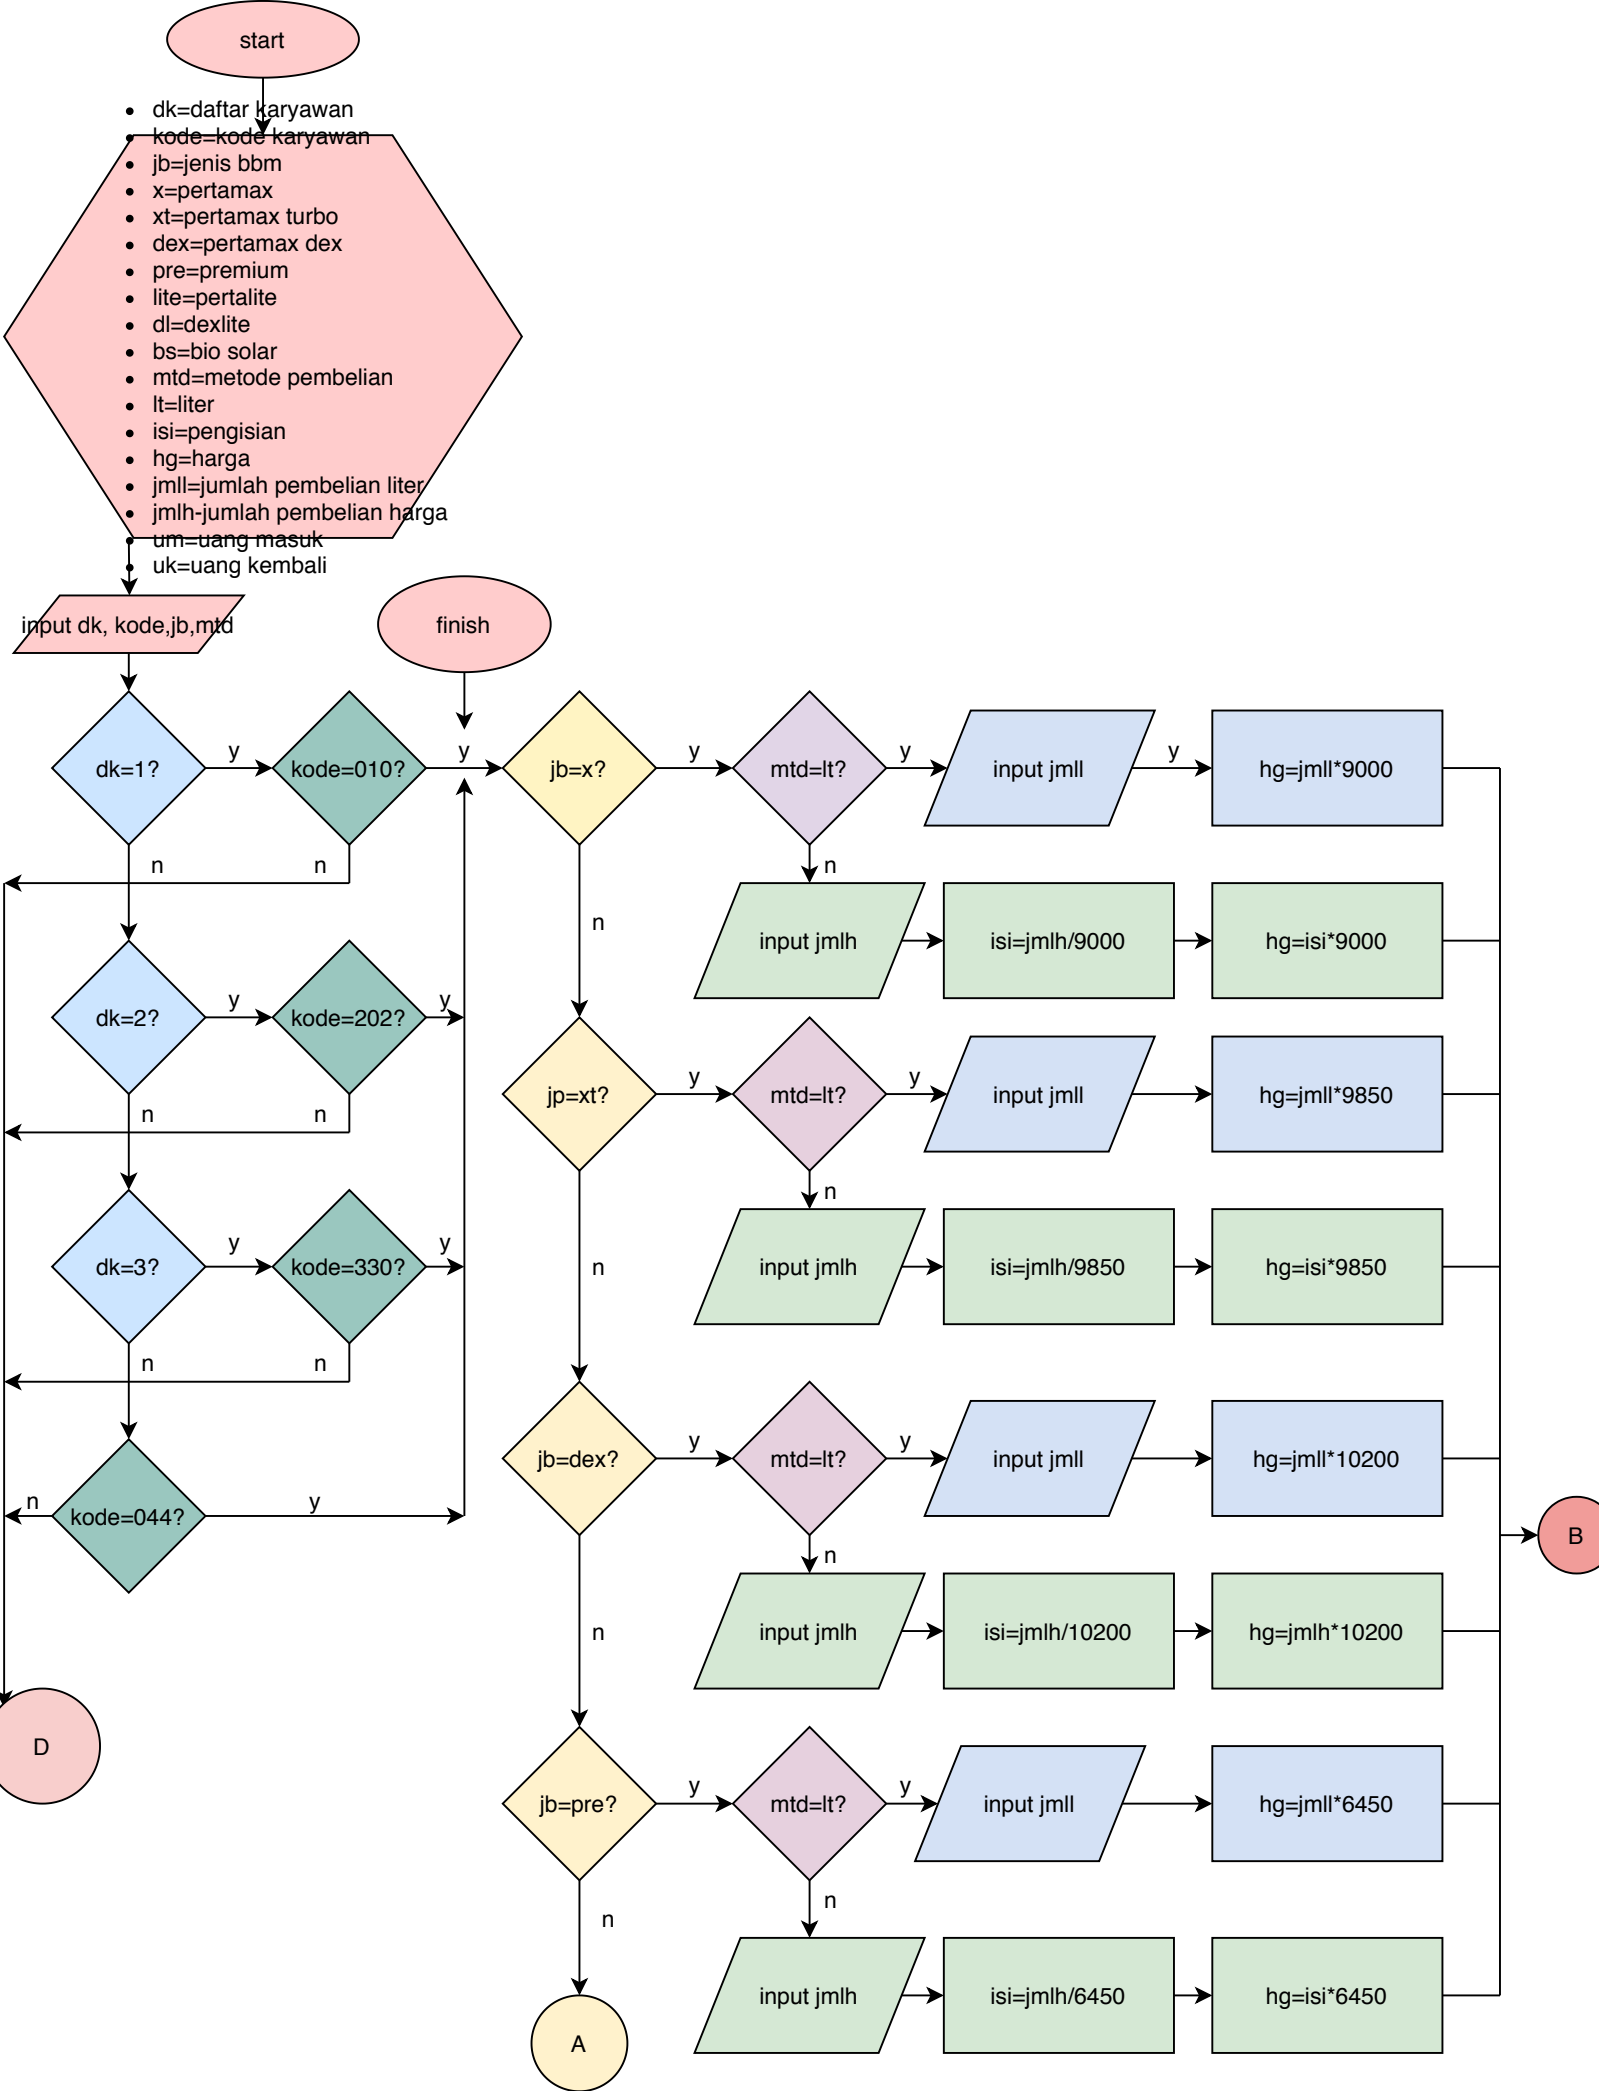 start
dk=daftar karyawan
kode=kode karyawan
jb=jenis bbm
x=pertamax
xt=pertamax turbo
dex=pertamax dex
pre=premium
lite=pertalite
dl=dexlite
bs=bio solar
mtd=metode pembelian
lt=liter
isi=pengisian
hg=harga
jmll=jumlah pembelian liter
jmlh-jumlah pembelian harga
um=uang masuk
uk=uang kembali
input dk, kode,jb,mtd
finish
dk=1?
y
kode=010?
y
jb=x?
y
mtd=lt?
y
input jmll
y
hg=jmll*9000
n
n
n
n
input jmlh
isi=jmlh/9000
hg=isi*9000
dk=2?
y
kode=202?
y
jp=xt?
y
mtd=lt?
y
input jmll
hg=jmll*9850
n
n
n
n
input jmlh
isi=jmlh/9850
hg=isi*9850
dk=3?
y
kode=330?
y
n
n
jb=dex?
y
mtd=lt?
y
input jmll
hg=jmll*10200
n
kode=044?
y
B
n
n
input jmlh
isi=jmlh/10200
hg=jmlh*10200
D
jb=pre?
y
mtd=lt?
y
input jmll
hg=jmll*6450
n
n
input jmlh
isi=jmlh/6450
hg=isi*6450
A